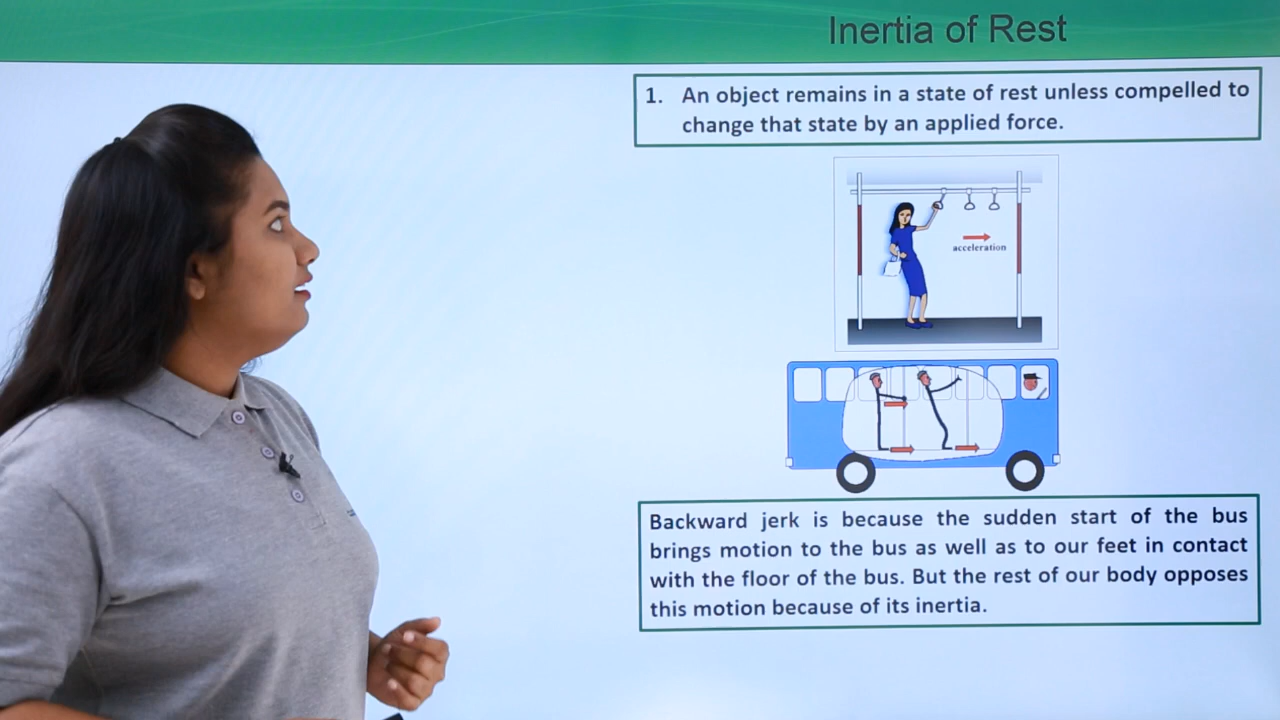 Inertia of Rest
1. An object remains in a state of rest unless compelled to
change that state by an applied force.
acceleration
Backward jerk is because the sudden start of the bus
brings motion to the bus as well as to our feet in contact
with the floor of the bus. But the rest of our body opposes
this motion because of its inertia.